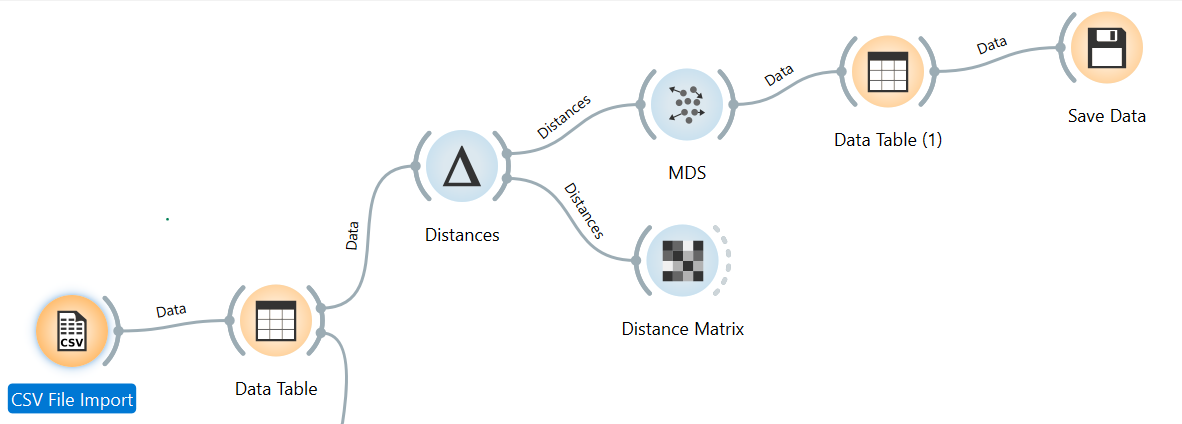 Data
Data
Save Data
Data Table (1)
Distances
MDS
Distances
Distances
Data
Distance Matrix
Data
CSV
CSV File Import
Data Table